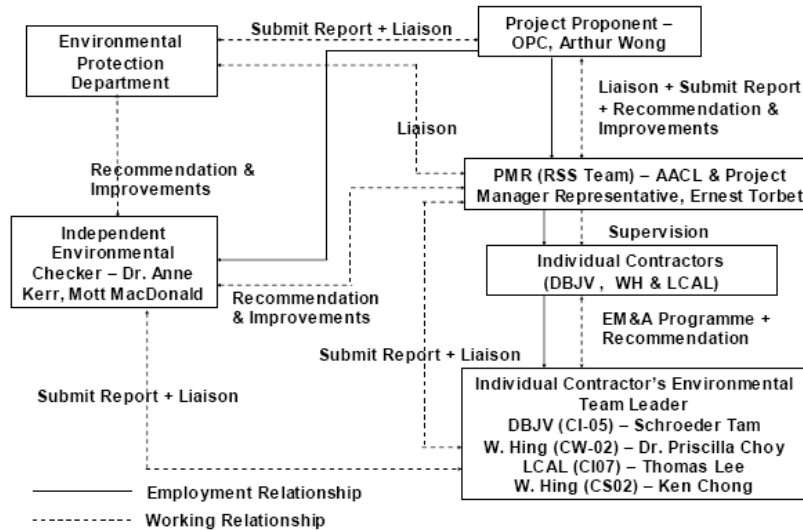 Environmental
Protection
Department
Submit Report + Liaison
Project Proponent –
OPC, Arthur Wong
Liaison + Submit Report
+ Recommendation &
Improvements
Liaison
Recommendation &
Improvements
PMR (RSS Team) – AACL & Project
Manager Representative, Ernest Torbet
Independent
Environmental
Checker – Dr. Anne
Kerr, Mott MacDonald
Supervision
Individual Contractors
(DBJV , WH & LCAL)
Recommendation
& Improvements
EM&A Programme +
Recommendation
Submit Report + Liaison
Submit Report + Liaison
Individual Contractor's Environmental
Team Leader
DBJV (CI-05) – Schroeder Tam
W. Hing (CW-02) – Dr. Priscilla Choy
LCAL (CI07) – Thomas Lee
W. Hing (CS02) – Ken Chong
Employment Relationship
Working Relationship